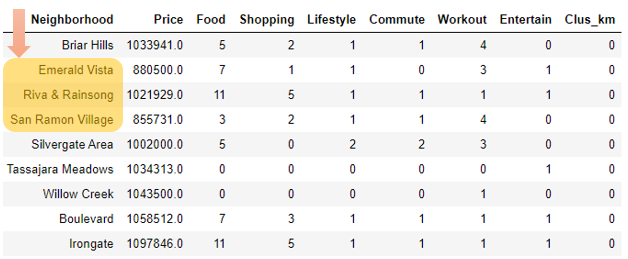 Neighborhood Price Food Shopping Lifestyle Commute Workout Entertain Clus_km
Briar Hills 1033941.0 5 2 1 1 4 0 0
Emerald Vista 880500.0 7 1 1 0 3 1 0
Riva & Rainsong 1021929.0 11 5 1 1 1 1 0
San Ramon Village 855731.0 3 2 1 1 4 0 0
Silvergate Area 1002000.0 5 0 2 2 3 0 0
Tassajara Meadows 1034313.0 0 0 0 0 0 1 0
Willow Creek 1043500.0 0 0 0 0 1 0 0
Boulevard 1058512.0 7 3 1 1 1 1 0
Irongate 1097846.0 11 5 1 1 1 1 0